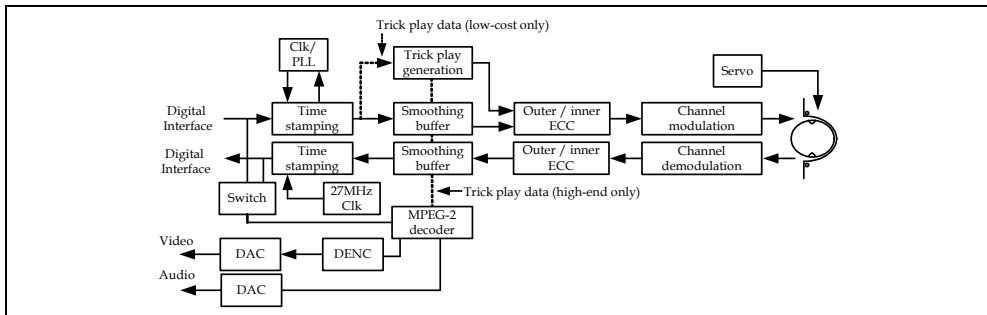 Trick play data (low-cost only)
Clk/
PLL
Trick play
generation
Servo
Digital
Interface
Time
stamping
Smoothing
buffer
Outer / inner
ECC
Channel
modulation
Digital
Interface
Time
stamping
Smoothing
buffer
Outer / inner
ECC
Channel
demodulation
Switch
27MHz
Clk
Trick play data (high-end only)
MPEG-2
decoder
Video
DAC
DENC
Audio
DAC